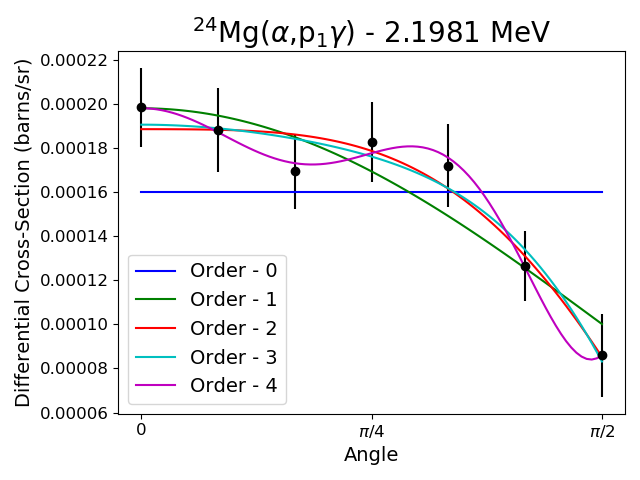 ²⁴Mg(α,p₁γ) - 2.1981 MeV
Differential Cross-Section (barns/sr)
0.00022
0.00020
0.00018
0.00016
0.00014
0.00012
0.00010
0.00008
0.00006
Order - 0
Order - 1
Order - 2
Order - 3
Order - 4
0
π/4
π/2
Angle